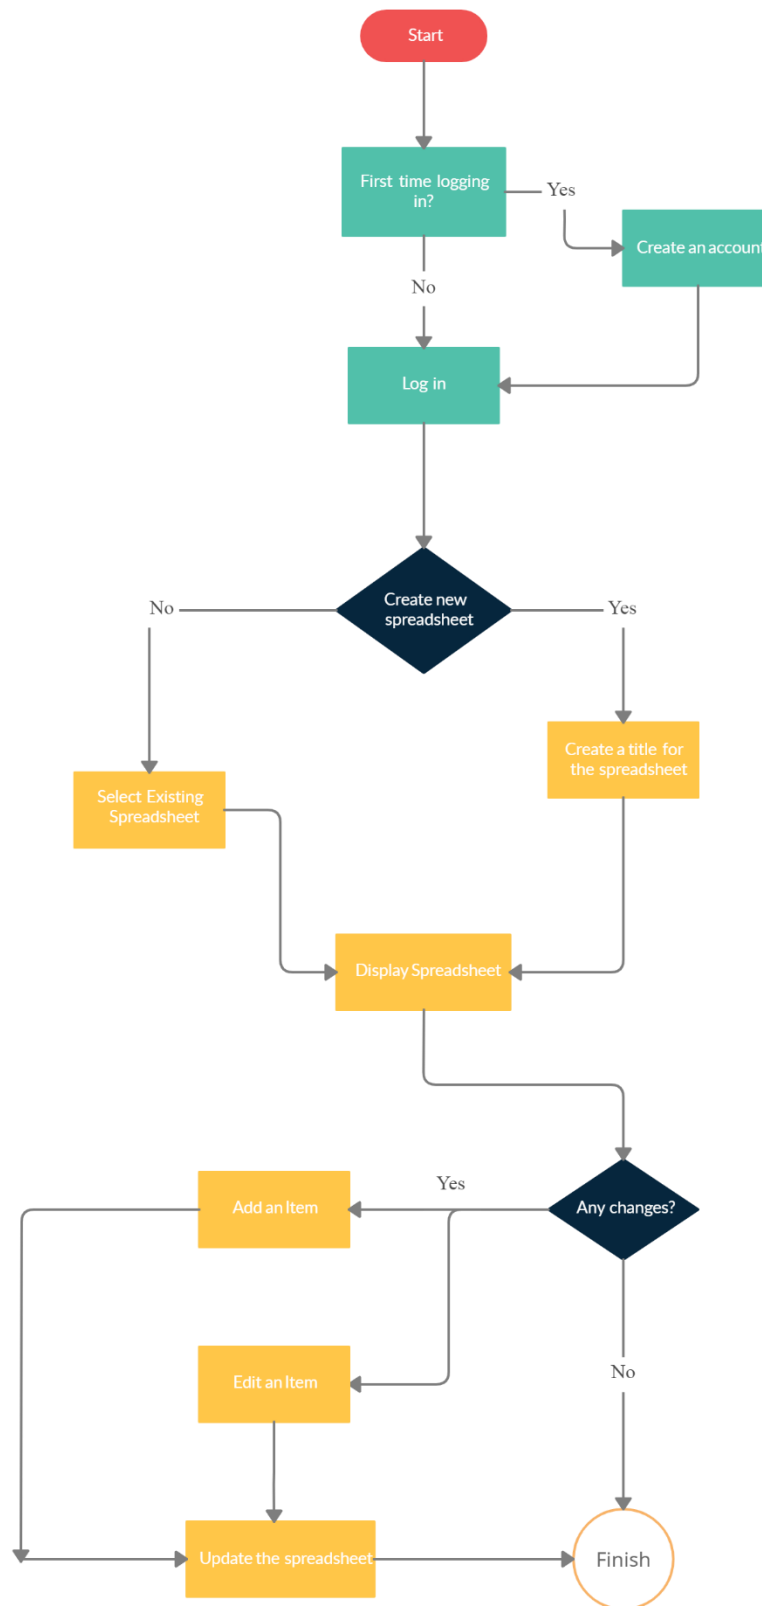 Start
First time logging
in?
Yes
Create an account
No
Log in
Create new
spreadsheet
No
Yes
Create a title for
the spreadsheet
Select Existing
Spreadsheet
Display Spreadsheet
Yes
Add an Item
Any changes?
Edit an Item
No
Update the spreadsheet
Finish